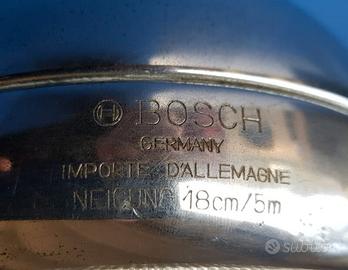 BOSCH
GERMANY
IMPORTE D'ALLEMAGNE
NEIGUNG 18cm/5m
subito